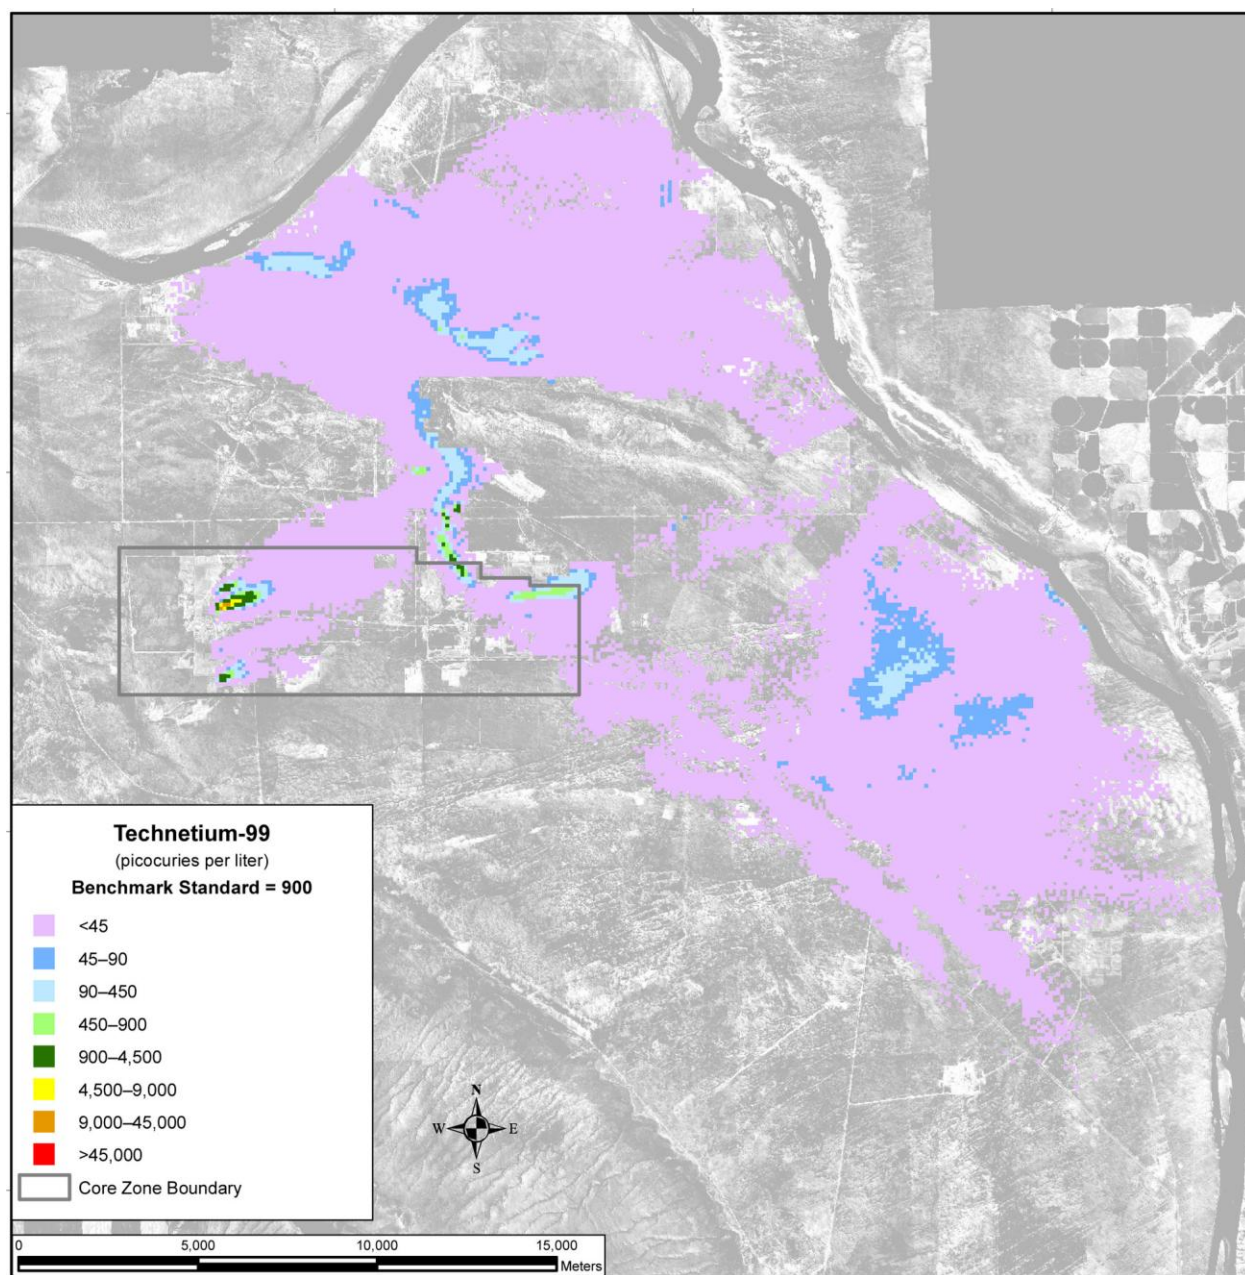 Technetium-99
(picocuries per liter)
Benchmark Standard = 900
<45
45–90
90–450
450–900
900–4,500
4,500–9,000
9,000–45,000
>45,000
Core Zone Boundary
N
W E
S
0 5,000 10,000 15,000
Meters